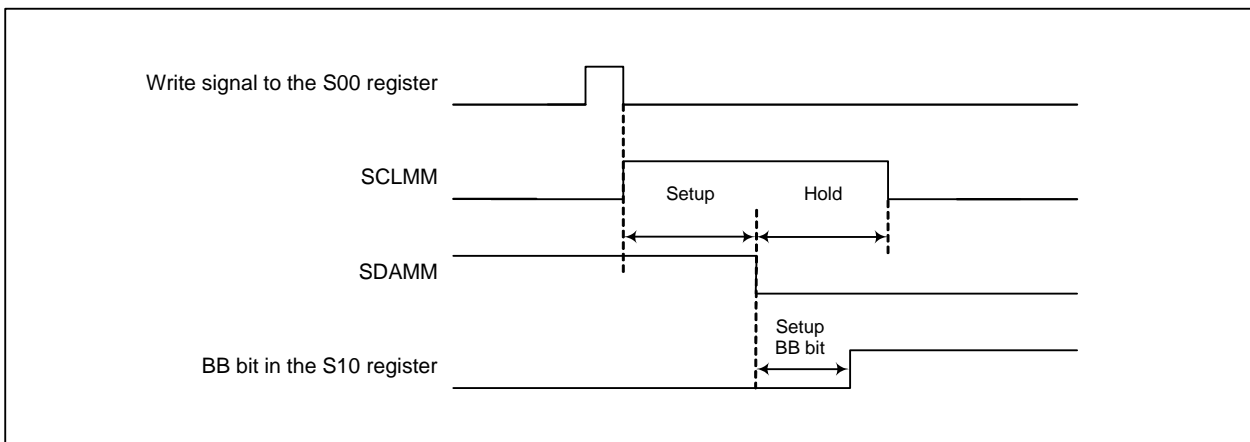 Write signal to the S00 register
SCLMM
Setup
Hold
SDAMM
Setup
BB bit
BB bit in the S10 register